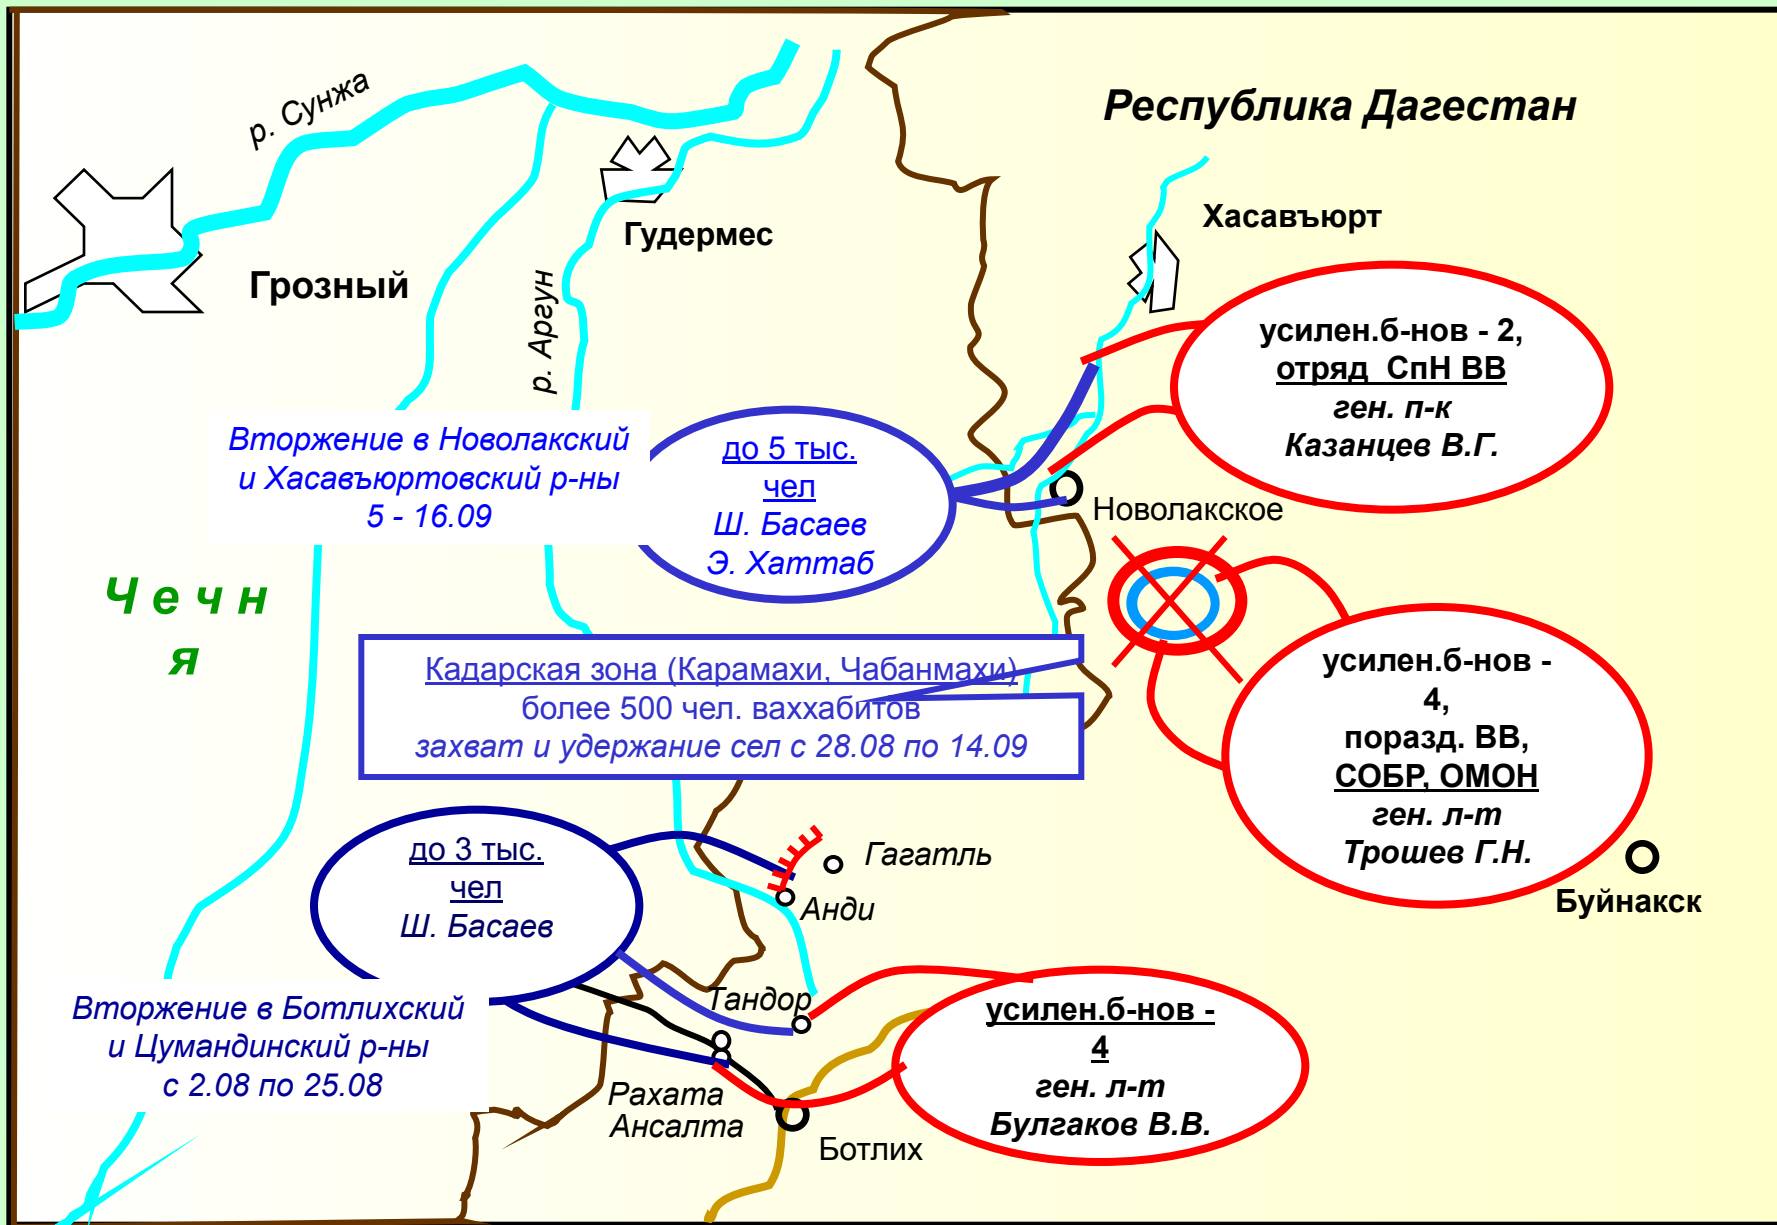 р. Сунжа
Республика Дагестан
Гудермес
Хасавъюрт
Грозный
р. Аргун
усилен.б-нов - 2,
отряд СпН ВВ
ген. п-к
Казанцев В.Г.
Вторжение в Новолакский
и Хасавъюртовский р-ны
5 - 16.09
до 5 тыс.
чел
Ш. Басаев
Э. Хаттаб
Новолакское
Ч е ч н
я
Кадарская зона (Карамахи, Чабанмахи)
более 500 чел. ваххабитов
захват и удержание сел с 28.08 по 14.09
усилен.б-нов -
4,
поразд. ВВ,
СОБР, ОМОН
ген. л-т
Трошев Г.Н.
Буйнакск
до 3 тыс.
чел
Ш. Басаев
Гагатль
Анди
Вторжение в Ботлихский
и Цумандинский р-ны
с 2.08 по 25.08
Тандор
Рахата
Ансалта
Ботлих
усилен.б-нов -
4
ген. л-т
Булгаков В.В.